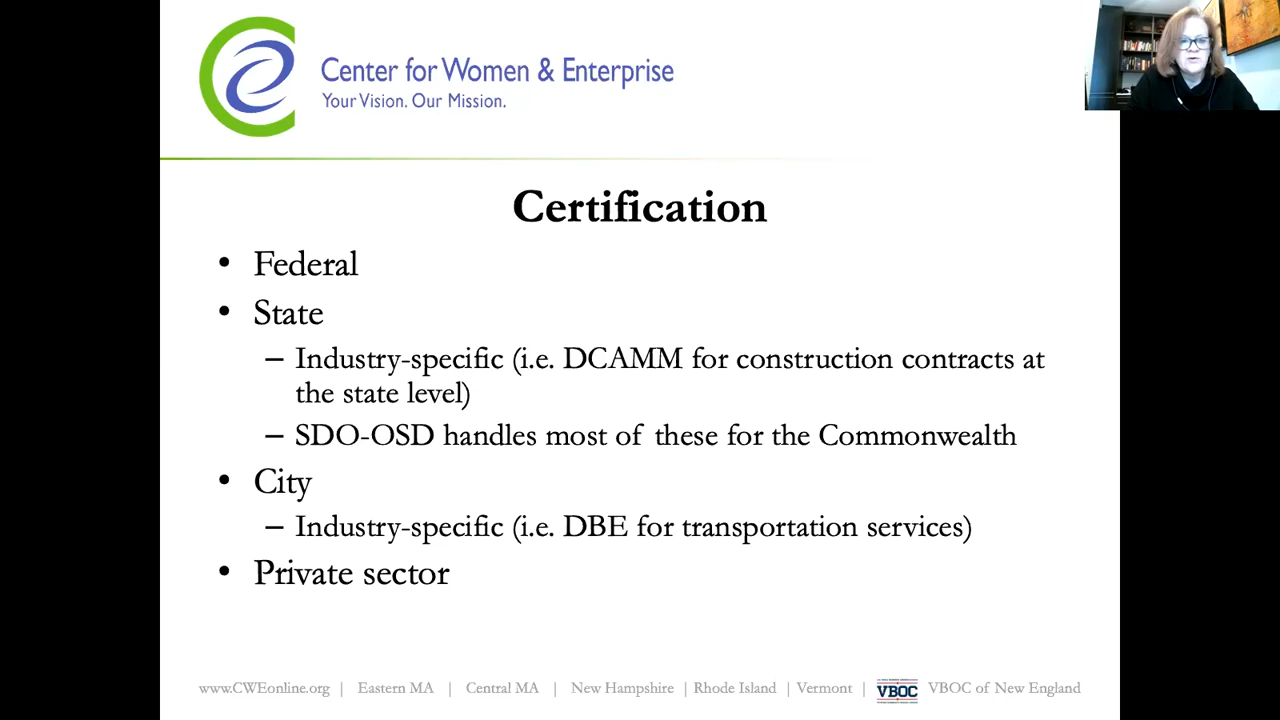 Center for Women & Enterprise
Your Vision. Our Mission.
Certification
• Federal
• State
– Industry-specific (i.e. DCAMM for construction contracts at
the state level)
– SDO-OSD handles most of these for the Commonwealth
• City
– Industry-specific (i.e. DBE for transportation services)
• Private sector
www.CWEonline.org | Eastern MA | Central MA | New Hampshire | Rhode Island | Vermont | VBOC VBOC of New England